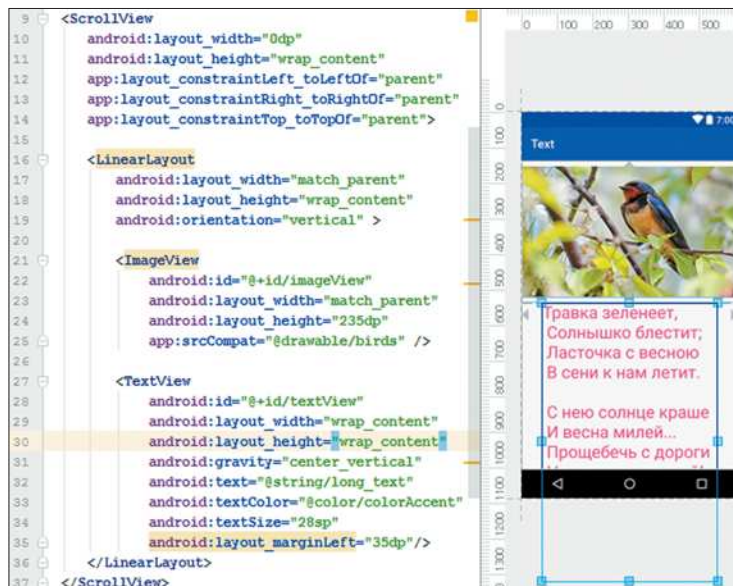 9 <ScrollView
10 android:layout_width="0dp"
11 android:layout_height="wrap_content"
12 app:layout_constraintLeft_toLeftOf="parent"
13 app:layout_constraintRight_toRightOf="parent"
14 app:layout_constraintTop_toTopOf="parent">
15
16 <LinearLayout
17 android:layout_width="match_parent"
18 android:layout_height="wrap_content"
19 android:orientation="vertical" >
20
21 <ImageView
22 android:id="@+id/imageView"
23 android:layout_width="match_parent"
24 android:layout_height="235dp"
25 app:srcCompat="@drawable/birds" />
26
27 <TextView
28 android:id="@+id/textView"
29 android:layout_width="wrap_content"
30 android:layout_height="wrap_content"
31 android:gravity="center_vertical"
32 android:text="@string/long_text"
33 android:textColor="@color/colorAccent"
34 android:textSize="28sp"
35 android:layout_marginLeft="35dp"/>
36 </LinearLayout>
37 </ScrollView>
0 100 200 300 400 500
0
100
200
300
400
500
600
700
800
900
1000
1100
1200
1300
7:00
Text
Травка зеленеет,
Солнышко блестит;
Ласточка с весною
В сени к нам летит.
С нею солнце краше
И весна милей...
Прощебечь с дороги